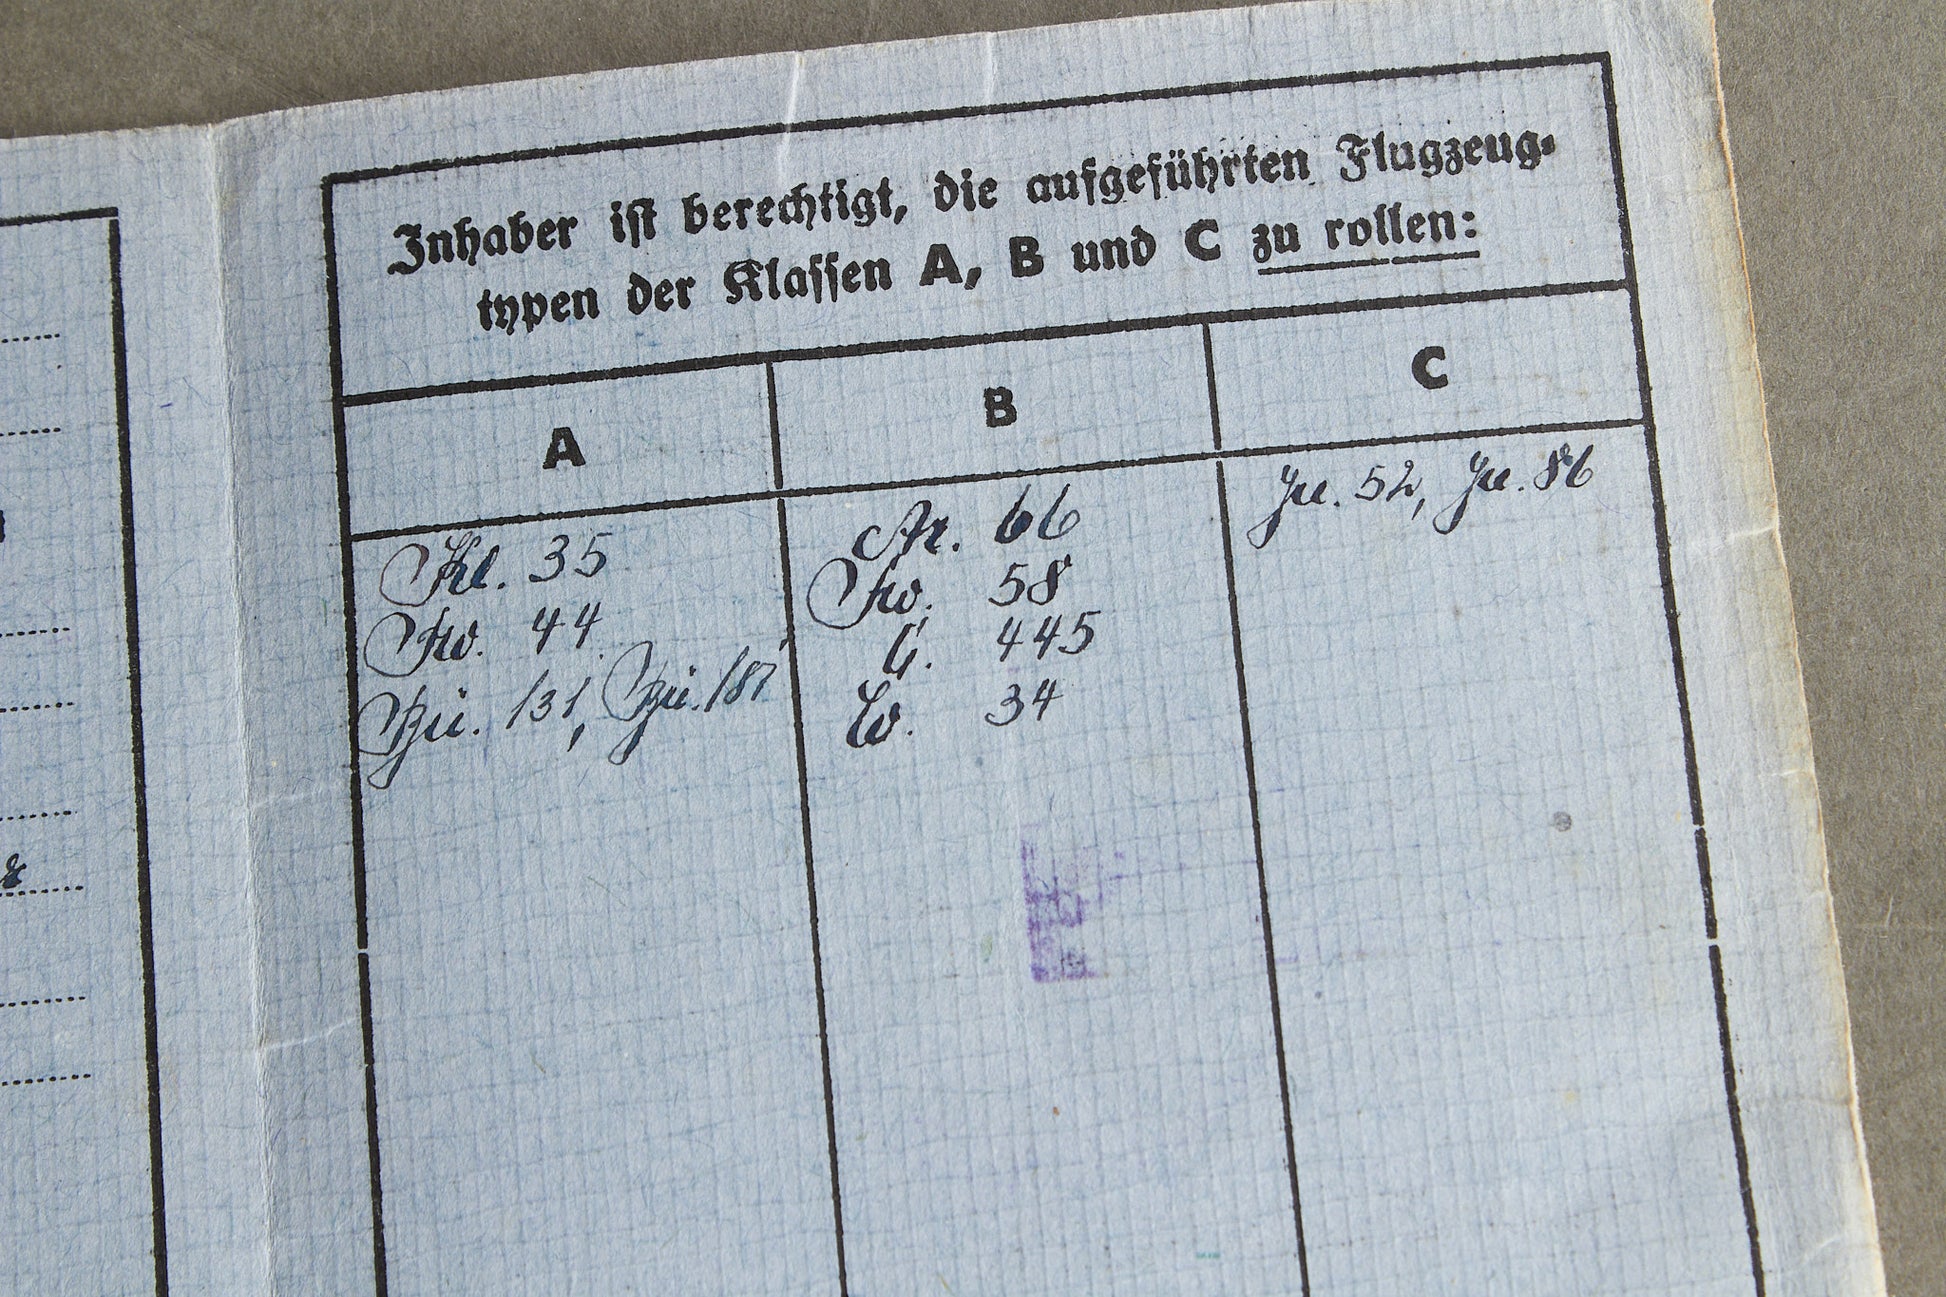 Inhaber ist berechtigt, die aufgeführten Flugzeug-
typen der Klassen A, B und C zu rollen:
A B C
Kl. 35
Fw. 44
Bü. 131, Bü. 181
Ar. 66
Fw. 58
G. 445
W. 34
Ju. 52, Ju. 86